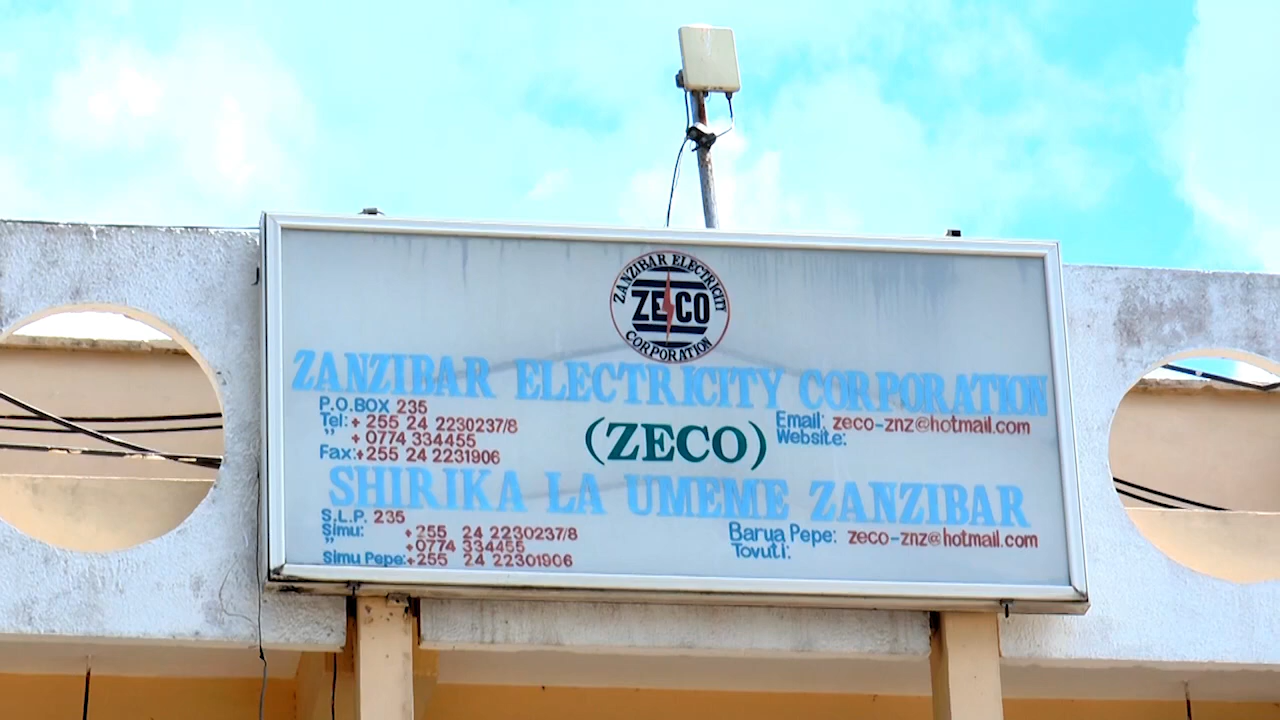 ZANZIBAR ELECTRICITY
ZECO
CORPORATION
ZANZIBAR ELECTRICITY CORPORATION
P.O.BOX 235
Tel: + 255 24 2230237/8
" + 0774 334455
Fax: +255 24 2231906
(ZECO)
Email: zeco-znz@hotmail.com
Website:
SHIRIKA LA UMEME ZANZIBAR
S.L.P. 235
Simu: +255 24 2230237/8
" +0774 334455
Simu Pepe: +255 24 22301906
Barua Pepe: zeco-znz@hotmail.com
Tovuti: